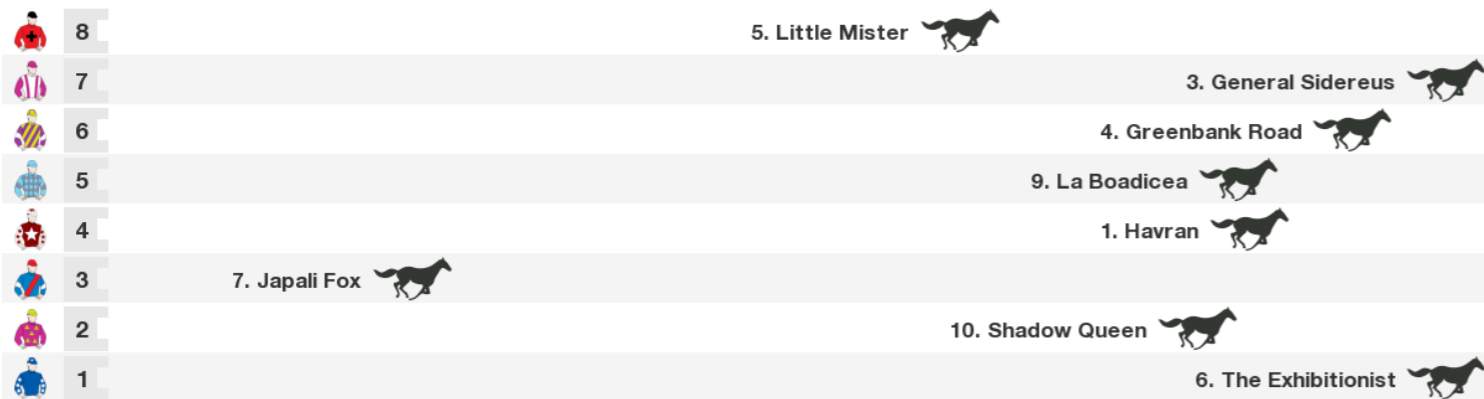 8 5. Little Mister
7 3. General Sidereus
6 4. Greenbank Road
5 9. La Boadicea
4 1. Havran
3 7. Japali Fox
2 10. Shadow Queen
1 6. The Exhibitionist